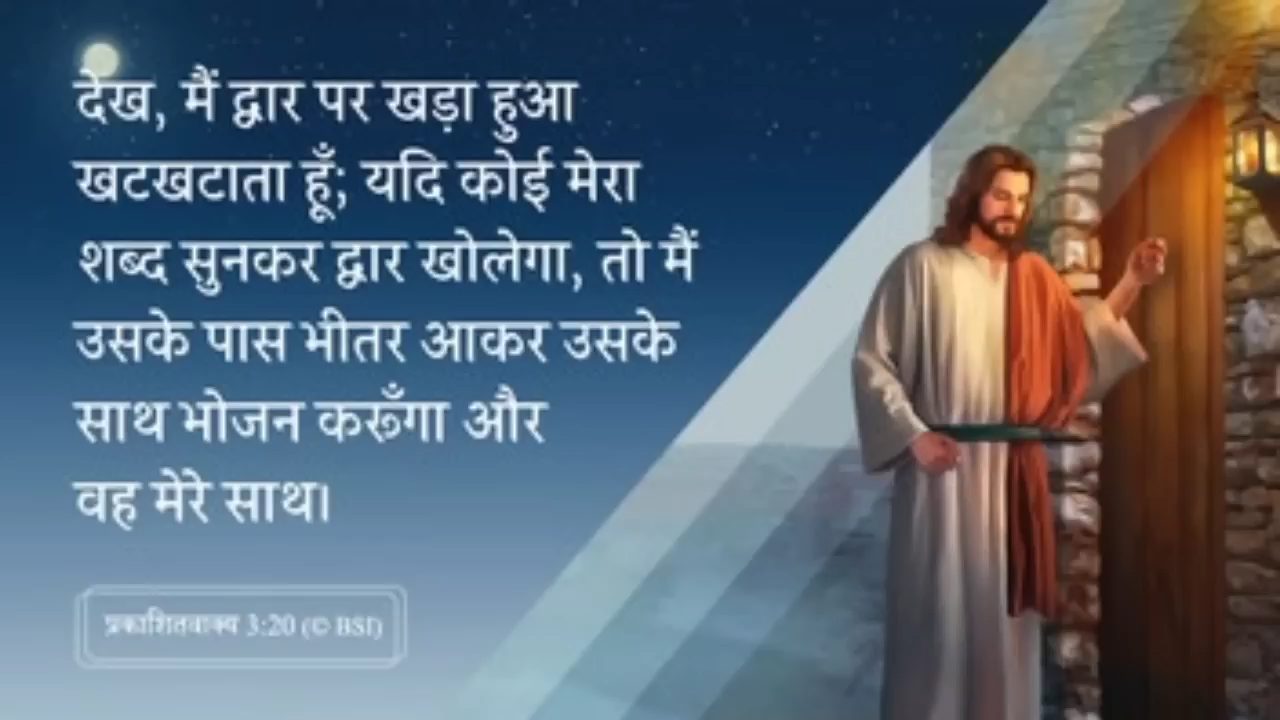 देख, मैं द्वार पर खड़ा हुआ
खटखटाता हूँ; यदि कोई मेरा
शब्द सुनकर द्वार खोलेगा, तो मैं
उसके पास भीतर आकर उसके
साथ भोजन करूँगा और
वह मेरे साथ।
प्रकाशितवाक्य 3:20 (© BSI)